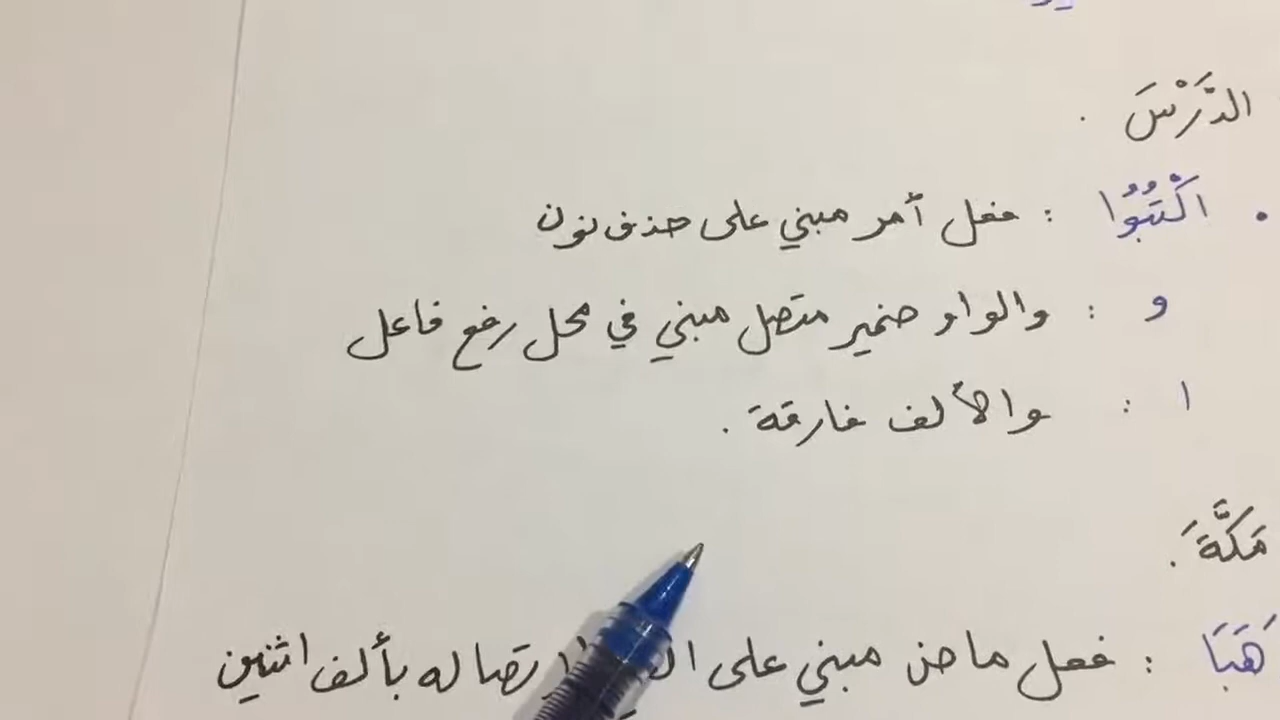 الدَّرْسَ .
• اكْتُبُوا : فعل أمر مبني على حذف نون
و : والواو ضمير متصل مبني في محل رفع فاعل
ا : والألف فارقة .
مَكَّةَ .
هَبَا : فعل ماض مبني على اتصاله بألف اثنين